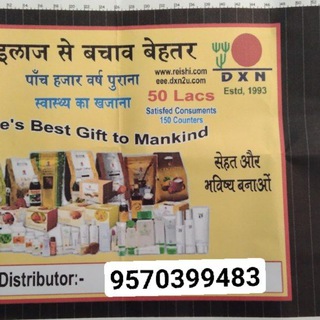 इलाज से बचाव बेहतर
पाँच हजार वर्ष पुराना
स्वास्थ्य का खजाना
www.reishi.com
eee.dxn2u.com
DXN
Estd, 1993
50 Lacs
Satisfed Consuments
150 Counters
e's Best Gift to Mankind
सेहत और
भविष्य बनाओं
Distributor:-
9570399483